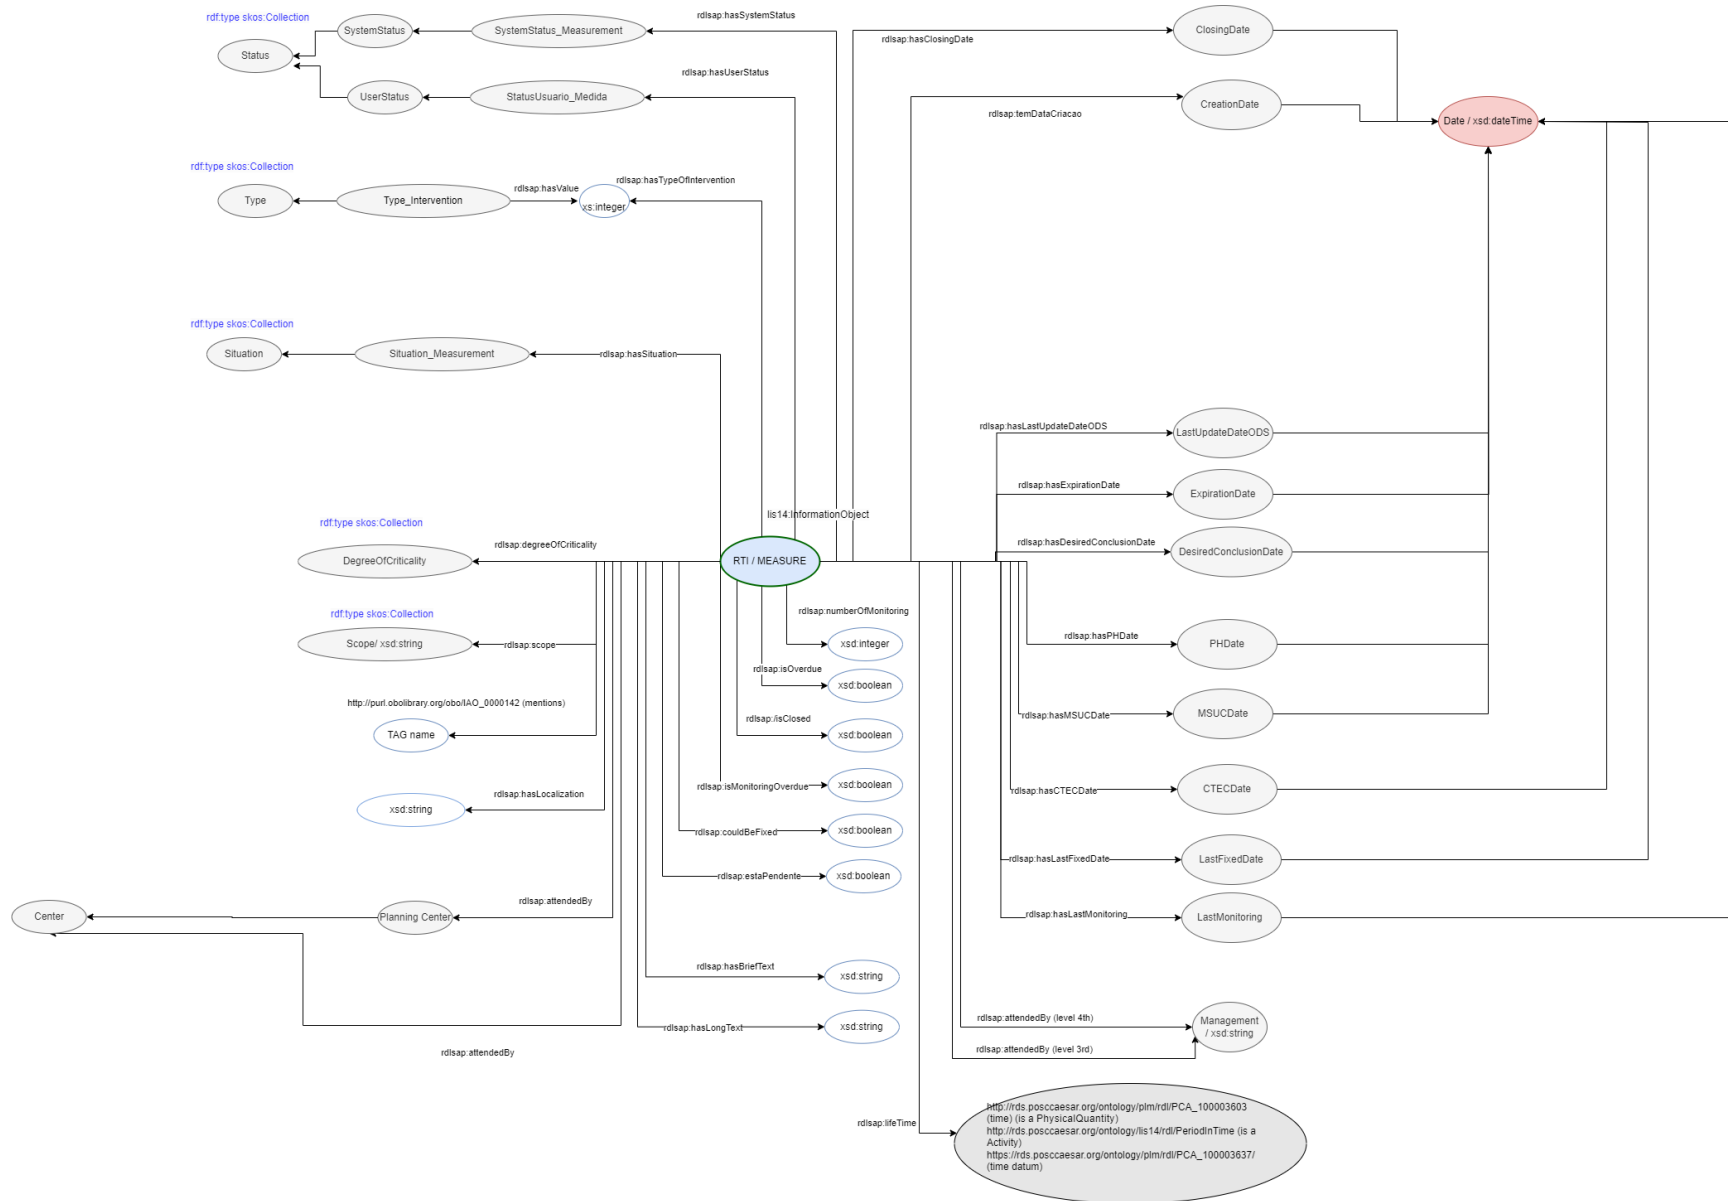 rdf:type skos:Collection
SystemStatus
SystemStatus_Measurement
rdlsap:hasSystemStatus
Status
rdlsap:hasUserStatus
UserStatus
StatusUsuario_Medida
rdlsap:hasClosingDate
ClosingDate
CreationDate
rdlsap:temDataCriacao
Date / xsd:dateTime
rdf:type skos:Collection
Type
Type_Intervention
rdlsap:hasValue
rdlsap:hasTypeOfIntervention
xs:integer
rdf:type skos:Collection
Situation
Situation_Measurement
rdlsap:hasSituation
rdlsap:hasLastUpdateDateODS
LastUpdateDateODS
rdlsap:hasExpirationDate
ExpirationDate
lis14:InformationObject
rdf:type skos:Collection
rdlsap:degreeOfCriticality
DegreeOfCriticality
RTI / MEASURE
rdlsap:hasDesiredConclusionDate
DesiredConclusionDate
rdf:type skos:Collection
Scope/ xsd:string
rdlsap:scope
rdlsap:numberOfMonitoring
xsd:integer
rdlsap:hasPHDate
PHDate
rdlsap:isOverdue
xsd:boolean
http://purl.obolibrary.org/obo/IAO_0000142 (mentions)
TAG name
rdlsap:/isClosed
xsd:boolean
rdlsap:hasMSUCDate
MSUCDate
rdlsap:isMonitoringOverdue
xsd:boolean
rdlsap:hasCTECDate
CTECDate
rdlsap:hasLocalization
xsd:string
rdlsap:couldBeFixed
xsd:boolean
rdlsap:hasLastFixedDate
LastFixedDate
rdlsap:estaPendente
xsd:boolean
rdlsap:attendedBy
Center
Planning Center
rdlsap:hasLastMonitoring
LastMonitoring
rdlsap:hasBriefText
xsd:string
rdlsap:hasLongText
xsd:string
rdlsap:attendedBy
rdlsap:attendedBy (level 4th)
Management
/ xsd:string
rdlsap:attendedBy (level 3rd)
rdlsap:lifeTime
http://rds.posccaesar.org/ontology/plm/rdl/PCA_100003603
(time) (is a PhysicalQuantity)
http://rds.posccaesar.org/ontology/lis14/rdl/PeriodInTime (is a
Activity)
https://rds.posccaesar.org/ontology/plm/rdl/PCA_100003637/
(time datum)